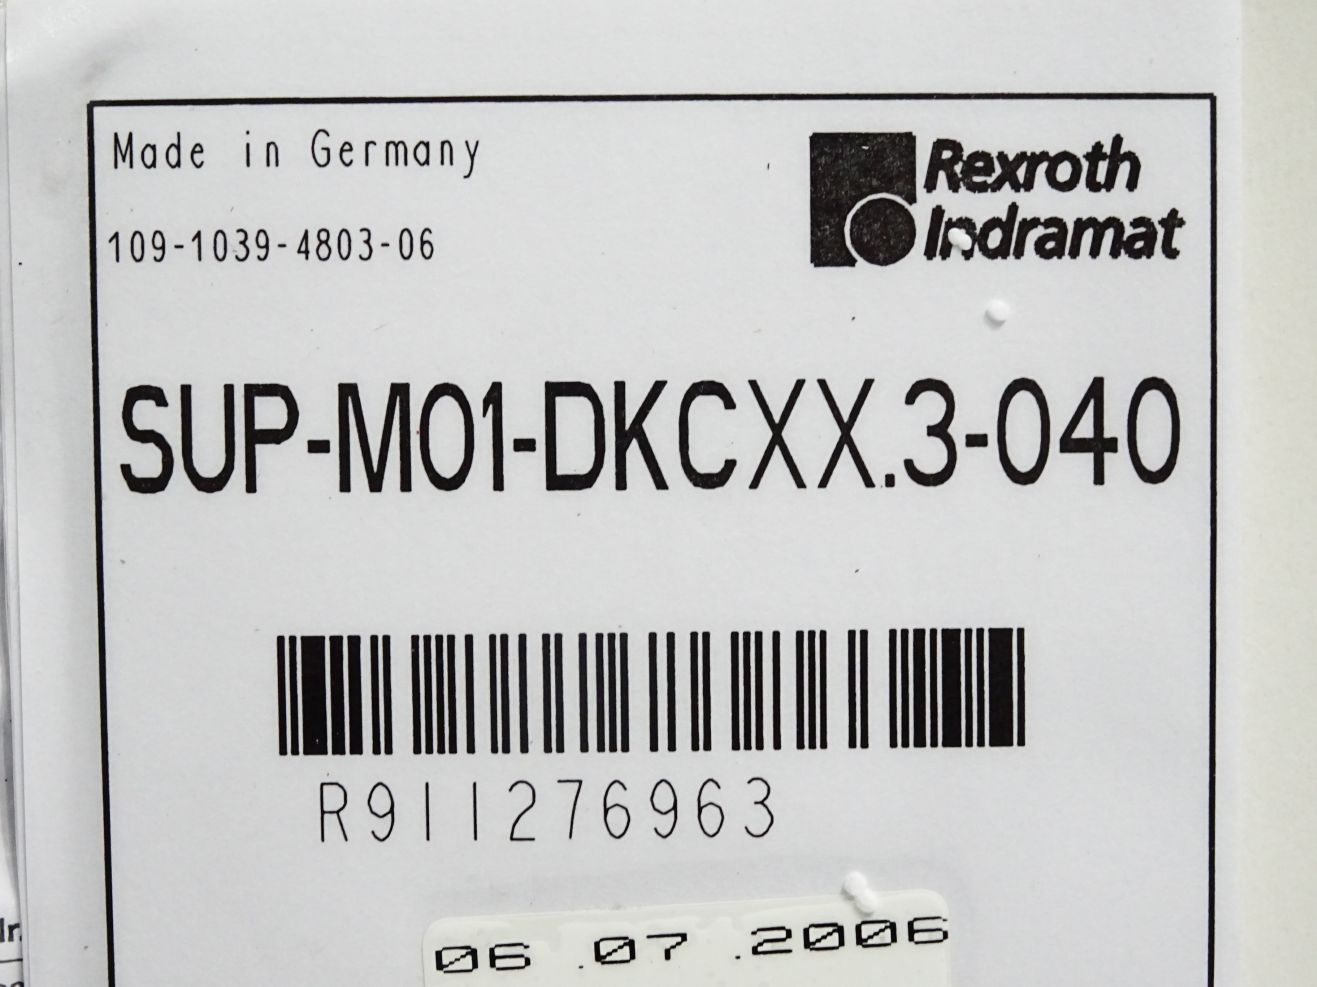 Made in Germany
Rexroth
Indramat
109-1039-4803-06
SUP-M01-DKCXX.3-040
R911276963
06.07.2006